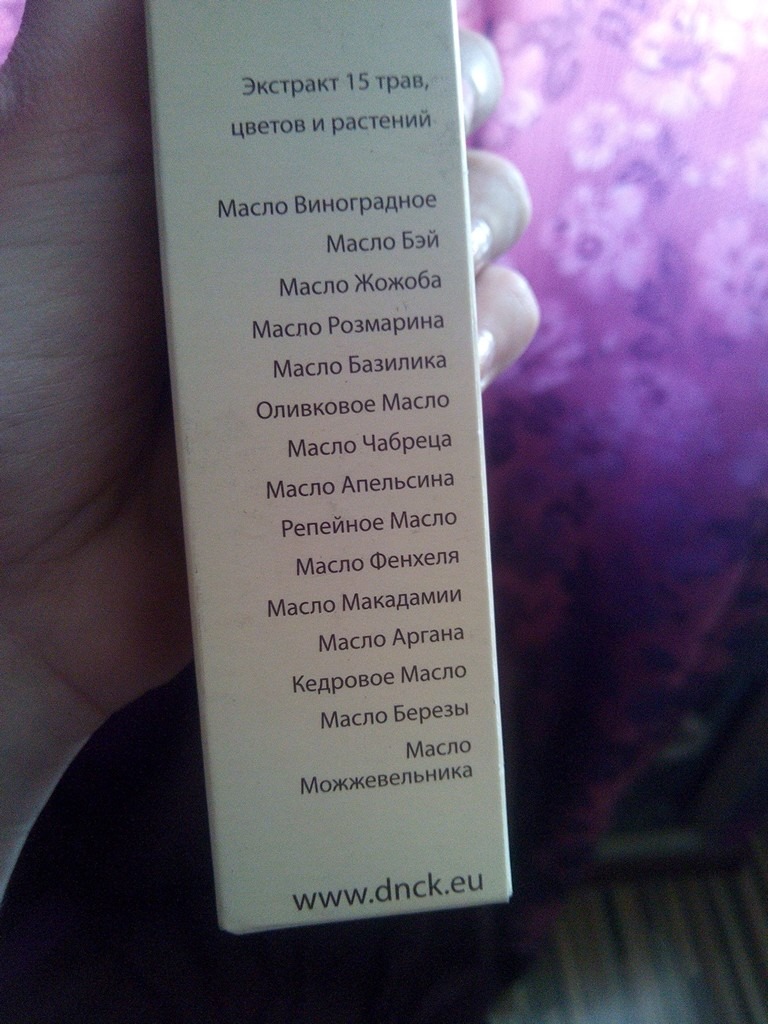 Экстракт 15 трав,
цветов и растений
Масло Виноградное
Масло Бэй
Масло Жожоба
Масло Розмарина
Масло Базилика
Оливковое Масло
Масло Чабреца
Масло Апельсина
Репейное Масло
Масло Фенхеля
Масло Макадамии
Масло Аргана
Кедровое Масло
Масло Березы
Масло
Можжевельника
www.dnck.eu